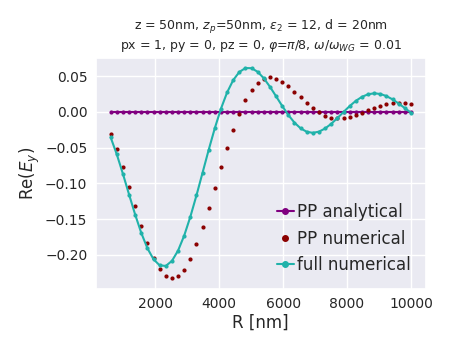 z = 50nm, zₚ=50nm, ε₂ = 12, d = 20nm
px = 1, py = 0, pz = 0, φ=π/8, ω/ω_WG = 0.01
0.05
0.00
−0.05
−0.10
−0.15
−0.20
Re(E_y)
PP analytical
PP numerical
full numerical
2000 4000 6000 8000 10000
R [nm]